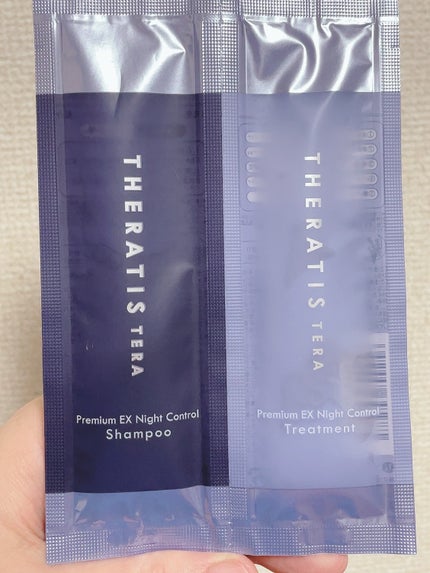 THERATIS TERA
Premium EX Night Control
Shampoo
THERATIS TERA
Premium EX Night Control
Treatment